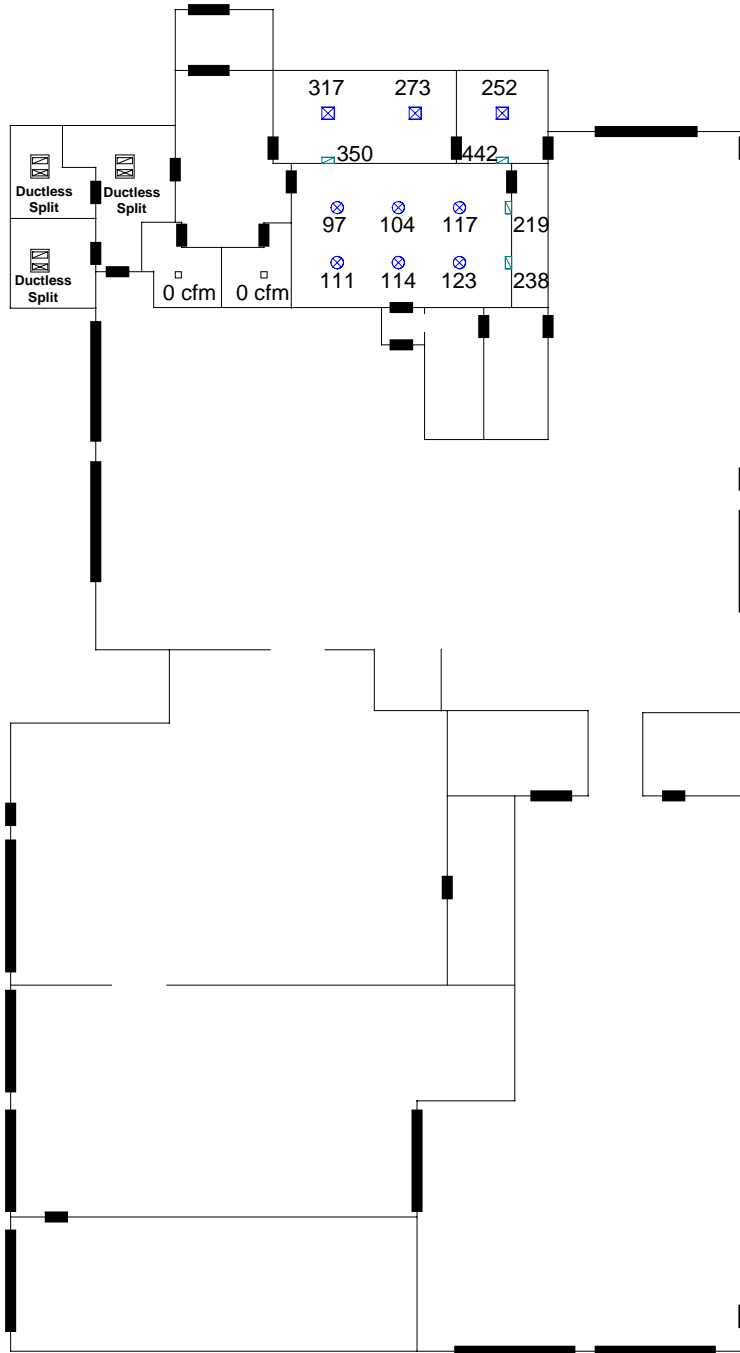 317 273 252
350 442
Ductless
Split
Ductless
Split
97 104 117 219
111 114 123 238
Ductless
Split
0 cfm 0 cfm